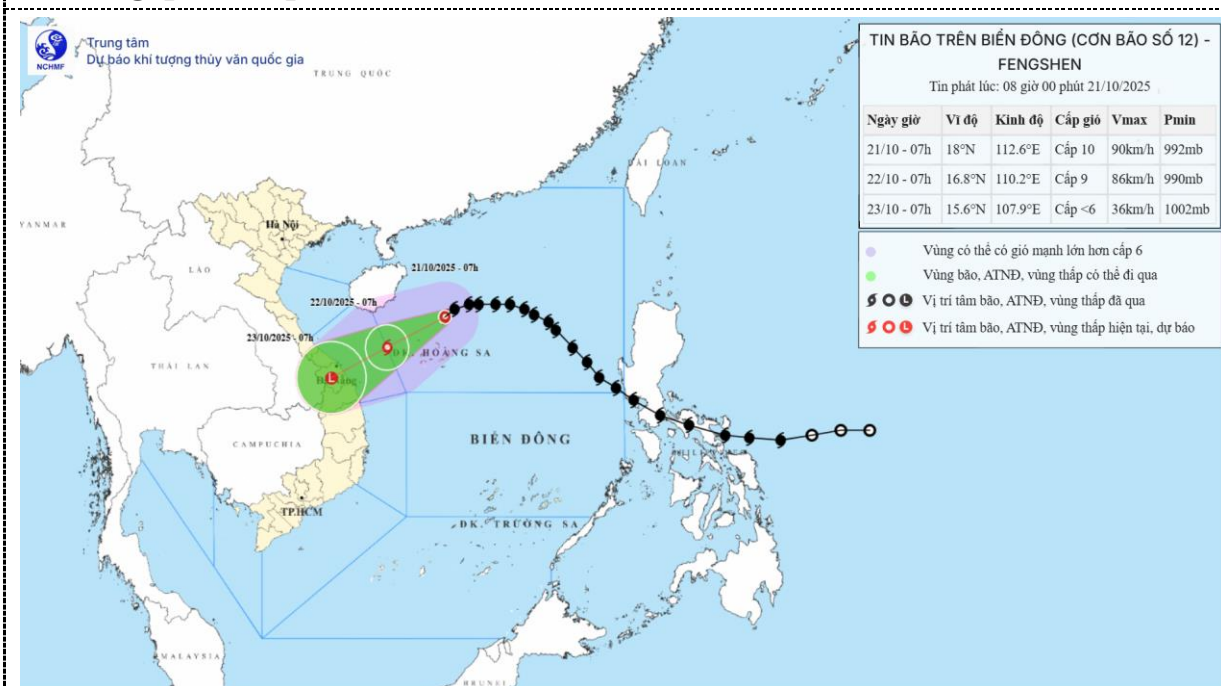 Trung tâm
Dự báo khí tượng thủy văn quốc gia
NCHMF
TIN BÃO TRÊN BIỂN ĐÔNG (CƠN BÃO SỐ 12) -
FENGSHEN
Tin phát lúc: 08 giờ 00 phút 21/10/2025
Ngày giờ Vĩ độ Kinh độ Cấp gió Vmax Pmin
21/10 - 07h 18°N 112.6°E Cấp 10 90km/h 992mb
22/10 - 07h 16.8°N 110.2°E Cấp 9 86km/h 990mb
23/10 - 07h 15.6°N 107.9°E Cấp <6 36km/h 1002mb
Vùng có thể có gió mạnh lớn hơn cấp 6
Vùng bão, ATNĐ, vùng thấp có thể đi qua
Vị trí tâm bão, ATNĐ, vùng thấp đã qua
Vị trí tâm bão, ATNĐ, vùng thấp hiện tại, dự báo
TRUNG QUỐC
ĐÀI LOAN
YANMAR
Hà Nội
LÀO
21/10/2025 - 07h
22/10/2025 - 07h
23/10/2025 - 07h
HOÀNG SA
THÁI LAN
L
CAMPUCHIA
BIỂN ĐÔNG
TP.HCM
ĐK. TRƯỜNG SA
MALAYSIA
BRUNEI